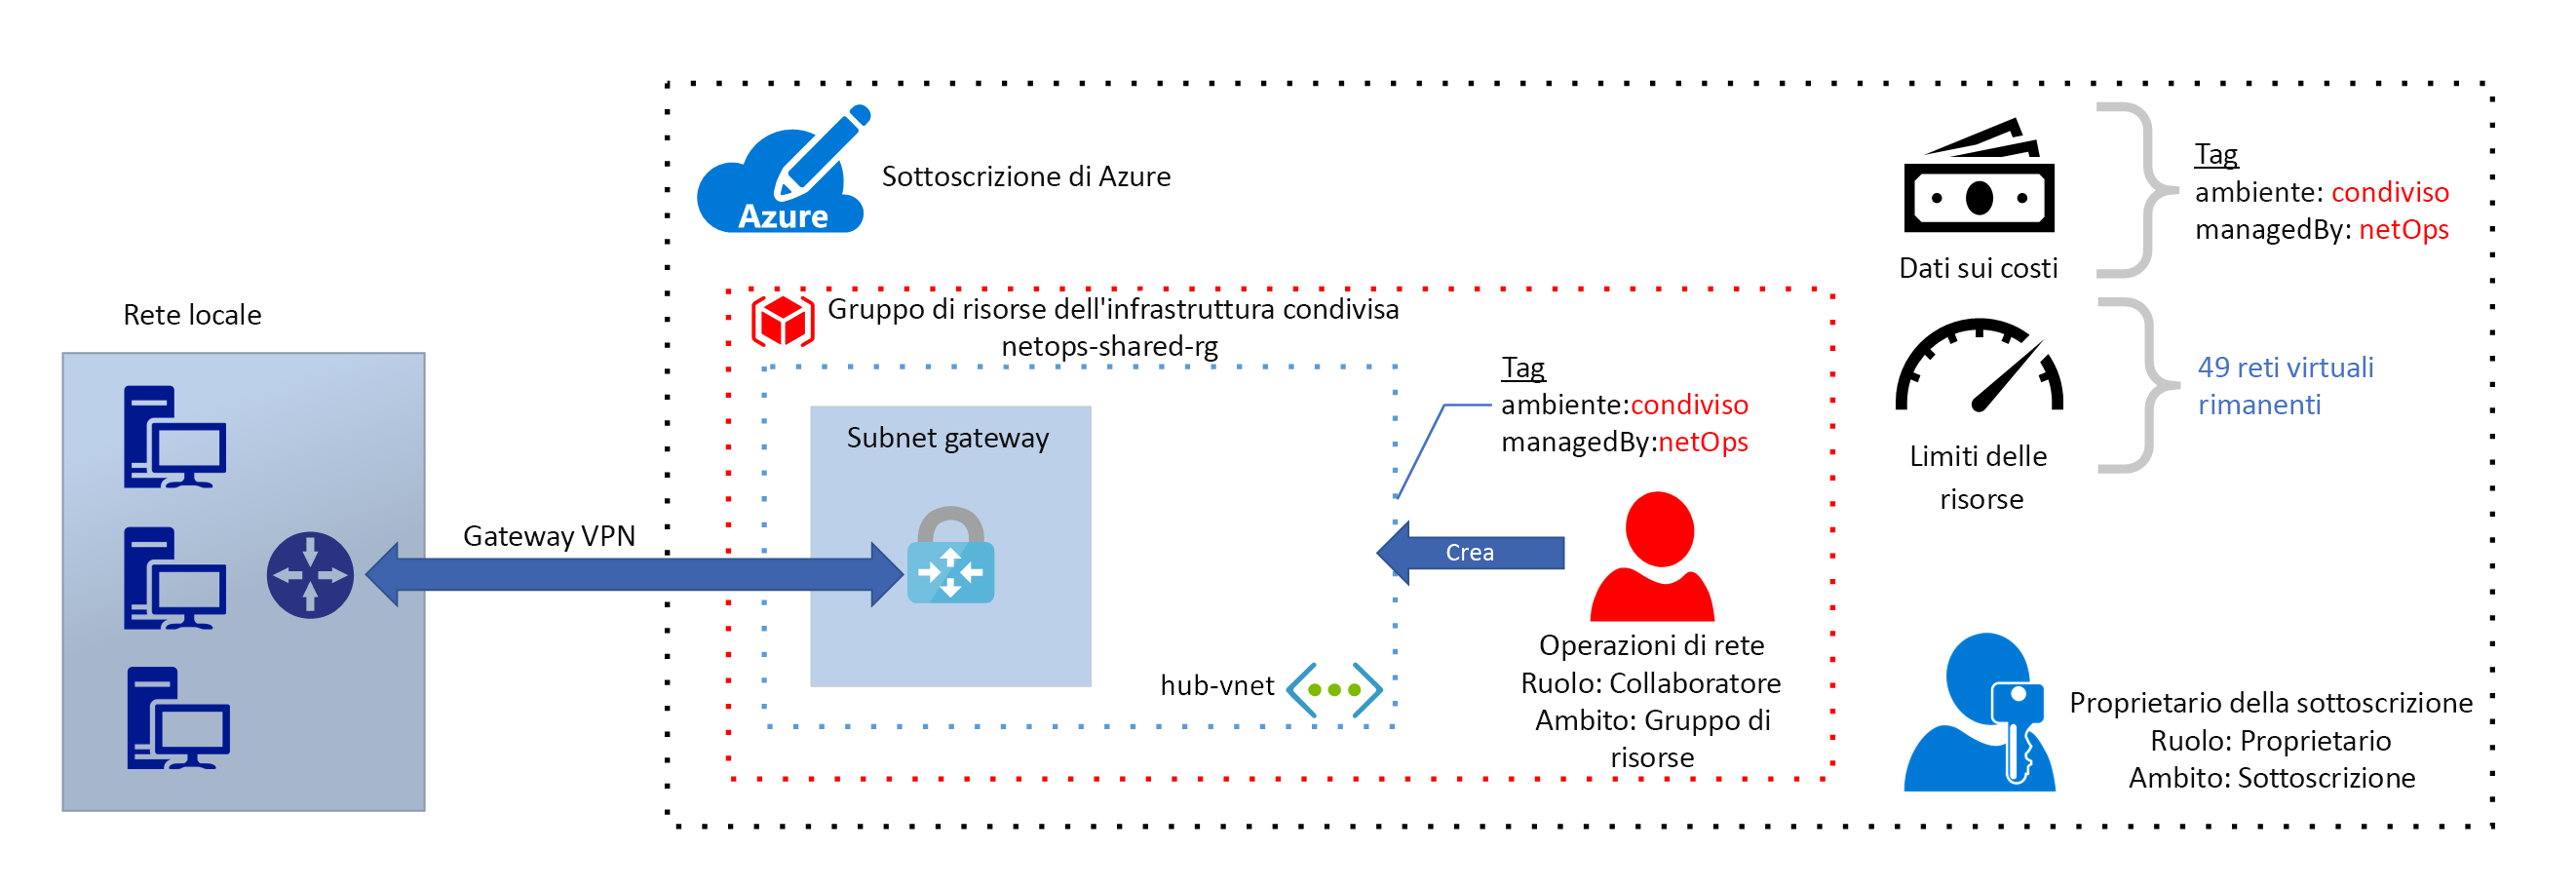 Rete locale
Gateway VPN
Azure
Sottoscrizione di Azure
Gruppo di risorse dell'infrastruttura condivisa
netops-shared-rg
Subnet gateway
hub-vnet
Tag
ambiente:condiviso
managedBy:netOps
Crea
Operazioni di rete
Ruolo: Collaboratore
Ambito: Gruppo di
risorse
Dati sui costi
Tag
ambiente: condiviso
managedBy: netOps
Limiti delle
risorse
49 reti virtuali
rimanenti
Proprietario della sottoscrizione
Ruolo: Proprietario
Ambito: Sottoscrizione